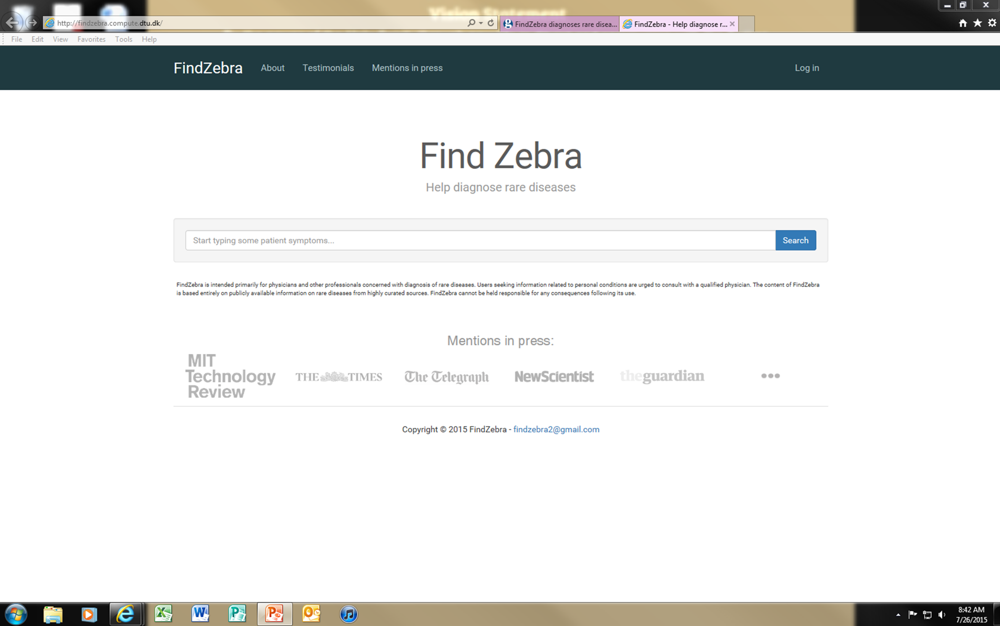 Vision Statement
http://findzebra.compute.dtu.dk/
FindZebra diagnoses rare disea...
FindZebra - Help diagnose r...
File Edit View Favorites Tools Help
FindZebra About Testimonials Mentions in press Log in
Find Zebra
Help diagnose rare diseases
Start typing some patient symptoms... Search
FindZebra is intended primarily for physicians and other professionals concerned with diagnosis of rare diseases. Users seeking information related to personal conditions are urged to consult with a qualified physician. The content of FindZebra
is based entirely on publicly available information on rare diseases from highly curated sources. FindZebra cannot be held responsible for any consequences following its use.
Mentions in press:
MIT
Technology
Review
THE TIMES
The Telegraph
NewScientist
theguardian
•••
Copyright © 2015 FindZebra - findzebra2@gmail.com
8:42 AM
7/26/2015